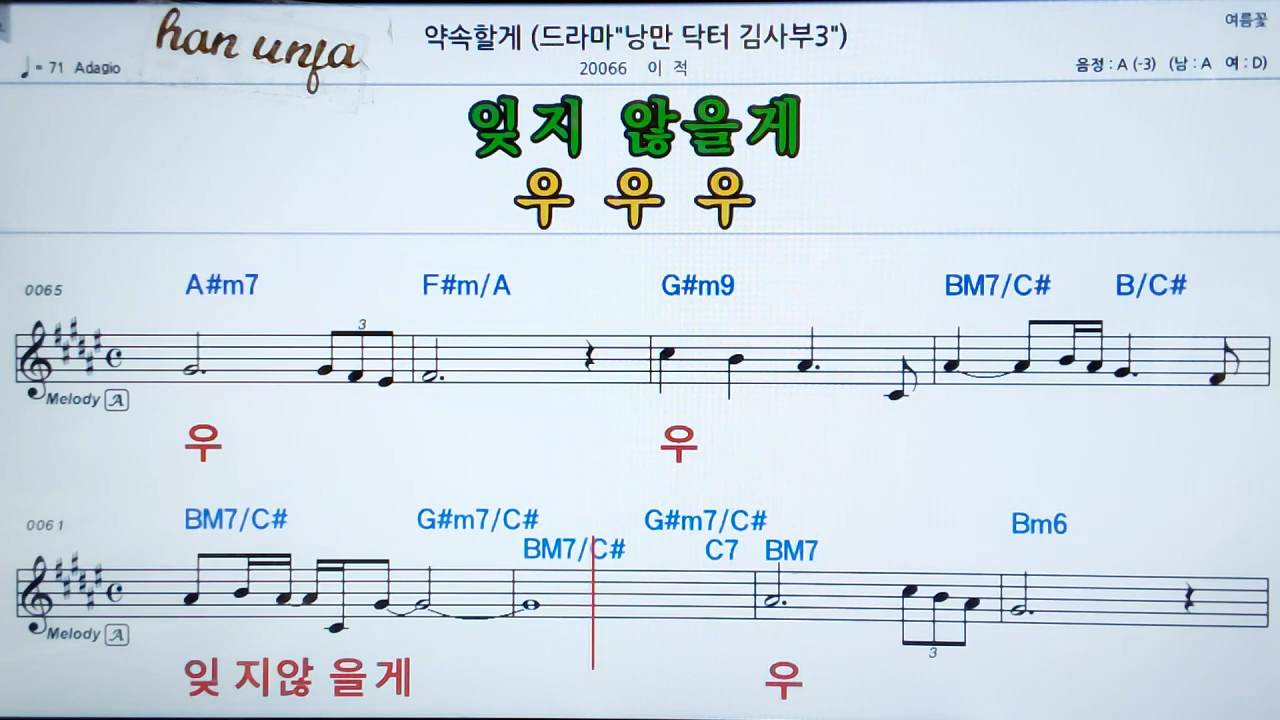 han unja
약속할게 (드라마"낭만 닥터 김사부3")
여름꽃
♩= 71 Adagio
20066 이 적
음정 : A (-3) (남 : A 여 : D)
잊지 않을게
우 우 우
0065
A#m7 F#m/A G#m9 BM7/C# B/C#
3
Melody A
우 우
0061
BM7/C# G#m7/C# G#m7/C# Bm6
BM7/C# C7 BM7
Melody A
3
잊 지않 을게 우